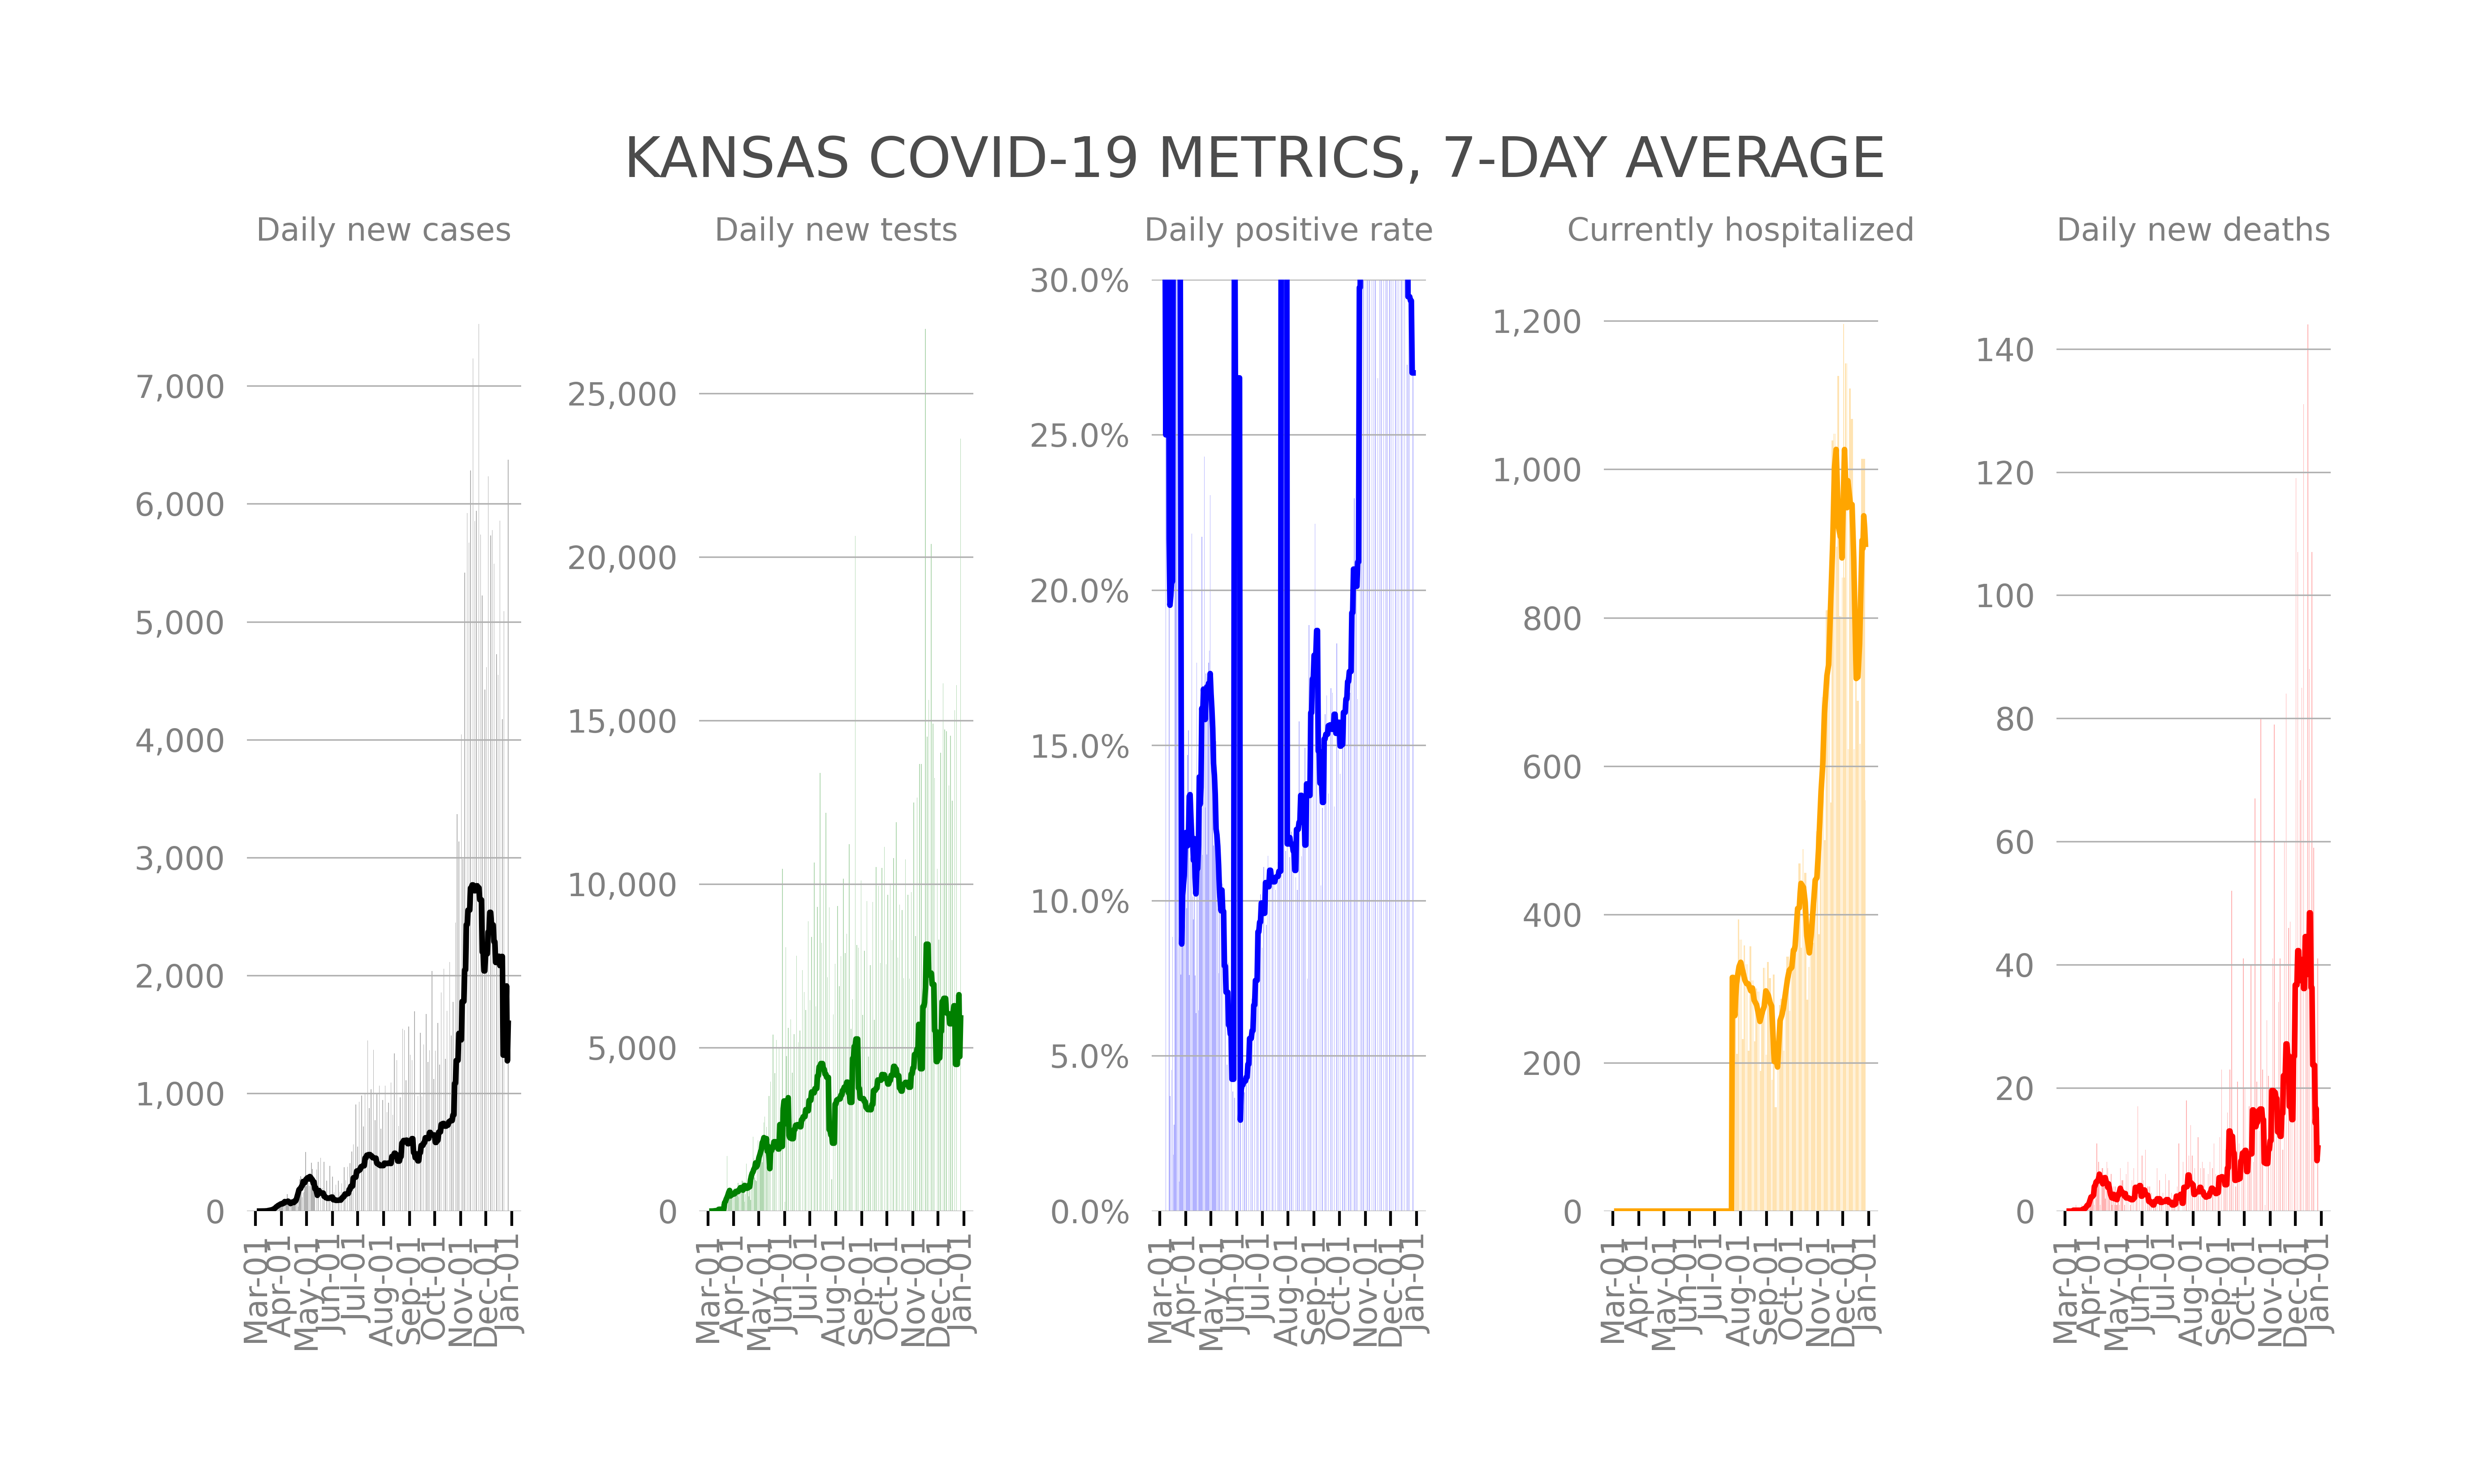 KANSAS COVID-19 METRICS, 7-DAY AVERAGE
Daily new cases
7,000
6,000
5,000
4,000
3,000
2,000
1,000
0
Mar-01
Apr-01
May-01
Jun-01
Jul-01
Aug-01
Sep-01
Oct-01
Nov-01
Dec-01
Jan-01
Daily new tests
25,000
20,000
15,000
10,000
5,000
0
Mar-01
Apr-01
May-01
Jun-01
Jul-01
Aug-01
Sep-01
Oct-01
Nov-01
Dec-01
Jan-01
Daily positive rate
30.0%
25.0%
20.0%
15.0%
10.0%
5.0%
0.0%
Mar-01
Apr-01
May-01
Jun-01
Jul-01
Aug-01
Sep-01
Oct-01
Nov-01
Dec-01
Jan-01
Currently hospitalized
1,200
1,000
800
600
400
200
0
Mar-01
Apr-01
May-01
Jun-01
Jul-01
Aug-01
Sep-01
Oct-01
Nov-01
Dec-01
Jan-01
Daily new deaths
140
120
100
80
60
40
20
0
Mar-01
Apr-01
May-01
Jun-01
Jul-01
Aug-01
Sep-01
Oct-01
Nov-01
Dec-01
Jan-01